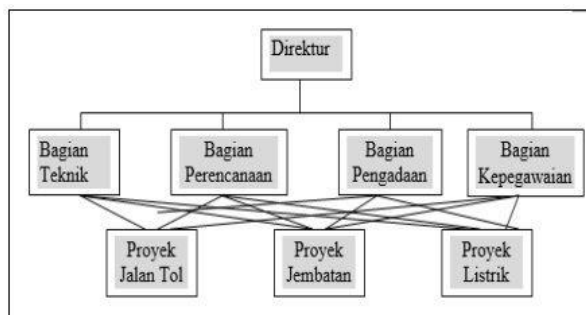 Direktur
Bagian
Teknik
Bagian
Perencanaan
Bagian
Pengadaan
Bagian
Kepegawaian
Proyek
Jalan Tol
Proyek
Jembatan
Proyek
Listrik